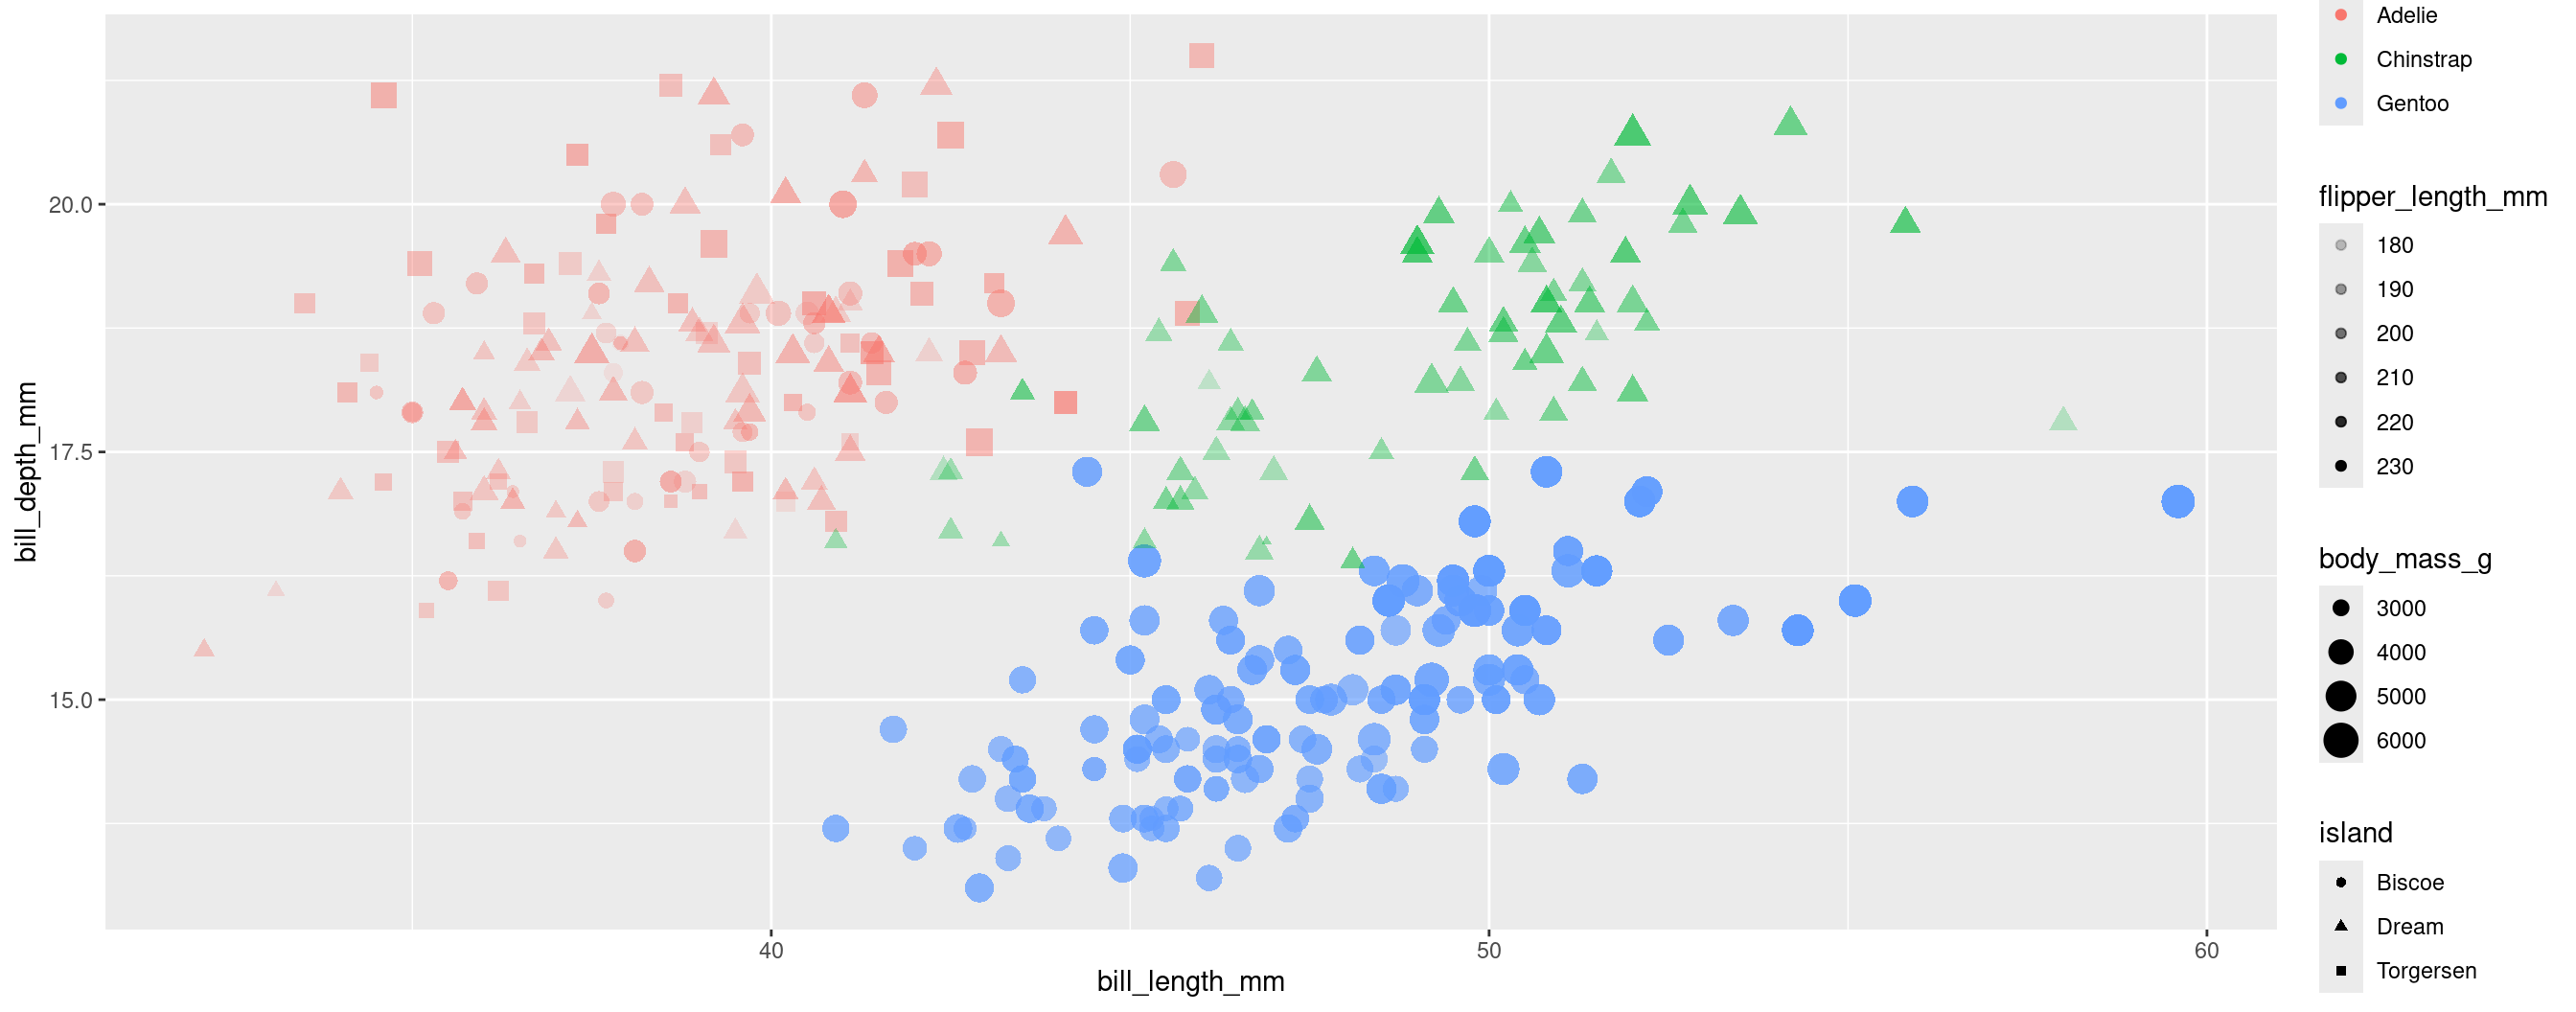 bill_depth_mm
20.0
17.5
15.0
40
50
60
bill_length_mm
Adelie
Chinstrap
Gentoo
flipper_length_mm
180
190
200
210
220
230
body_mass_g
3000
4000
5000
6000
island
Biscoe
Dream
Torgersen